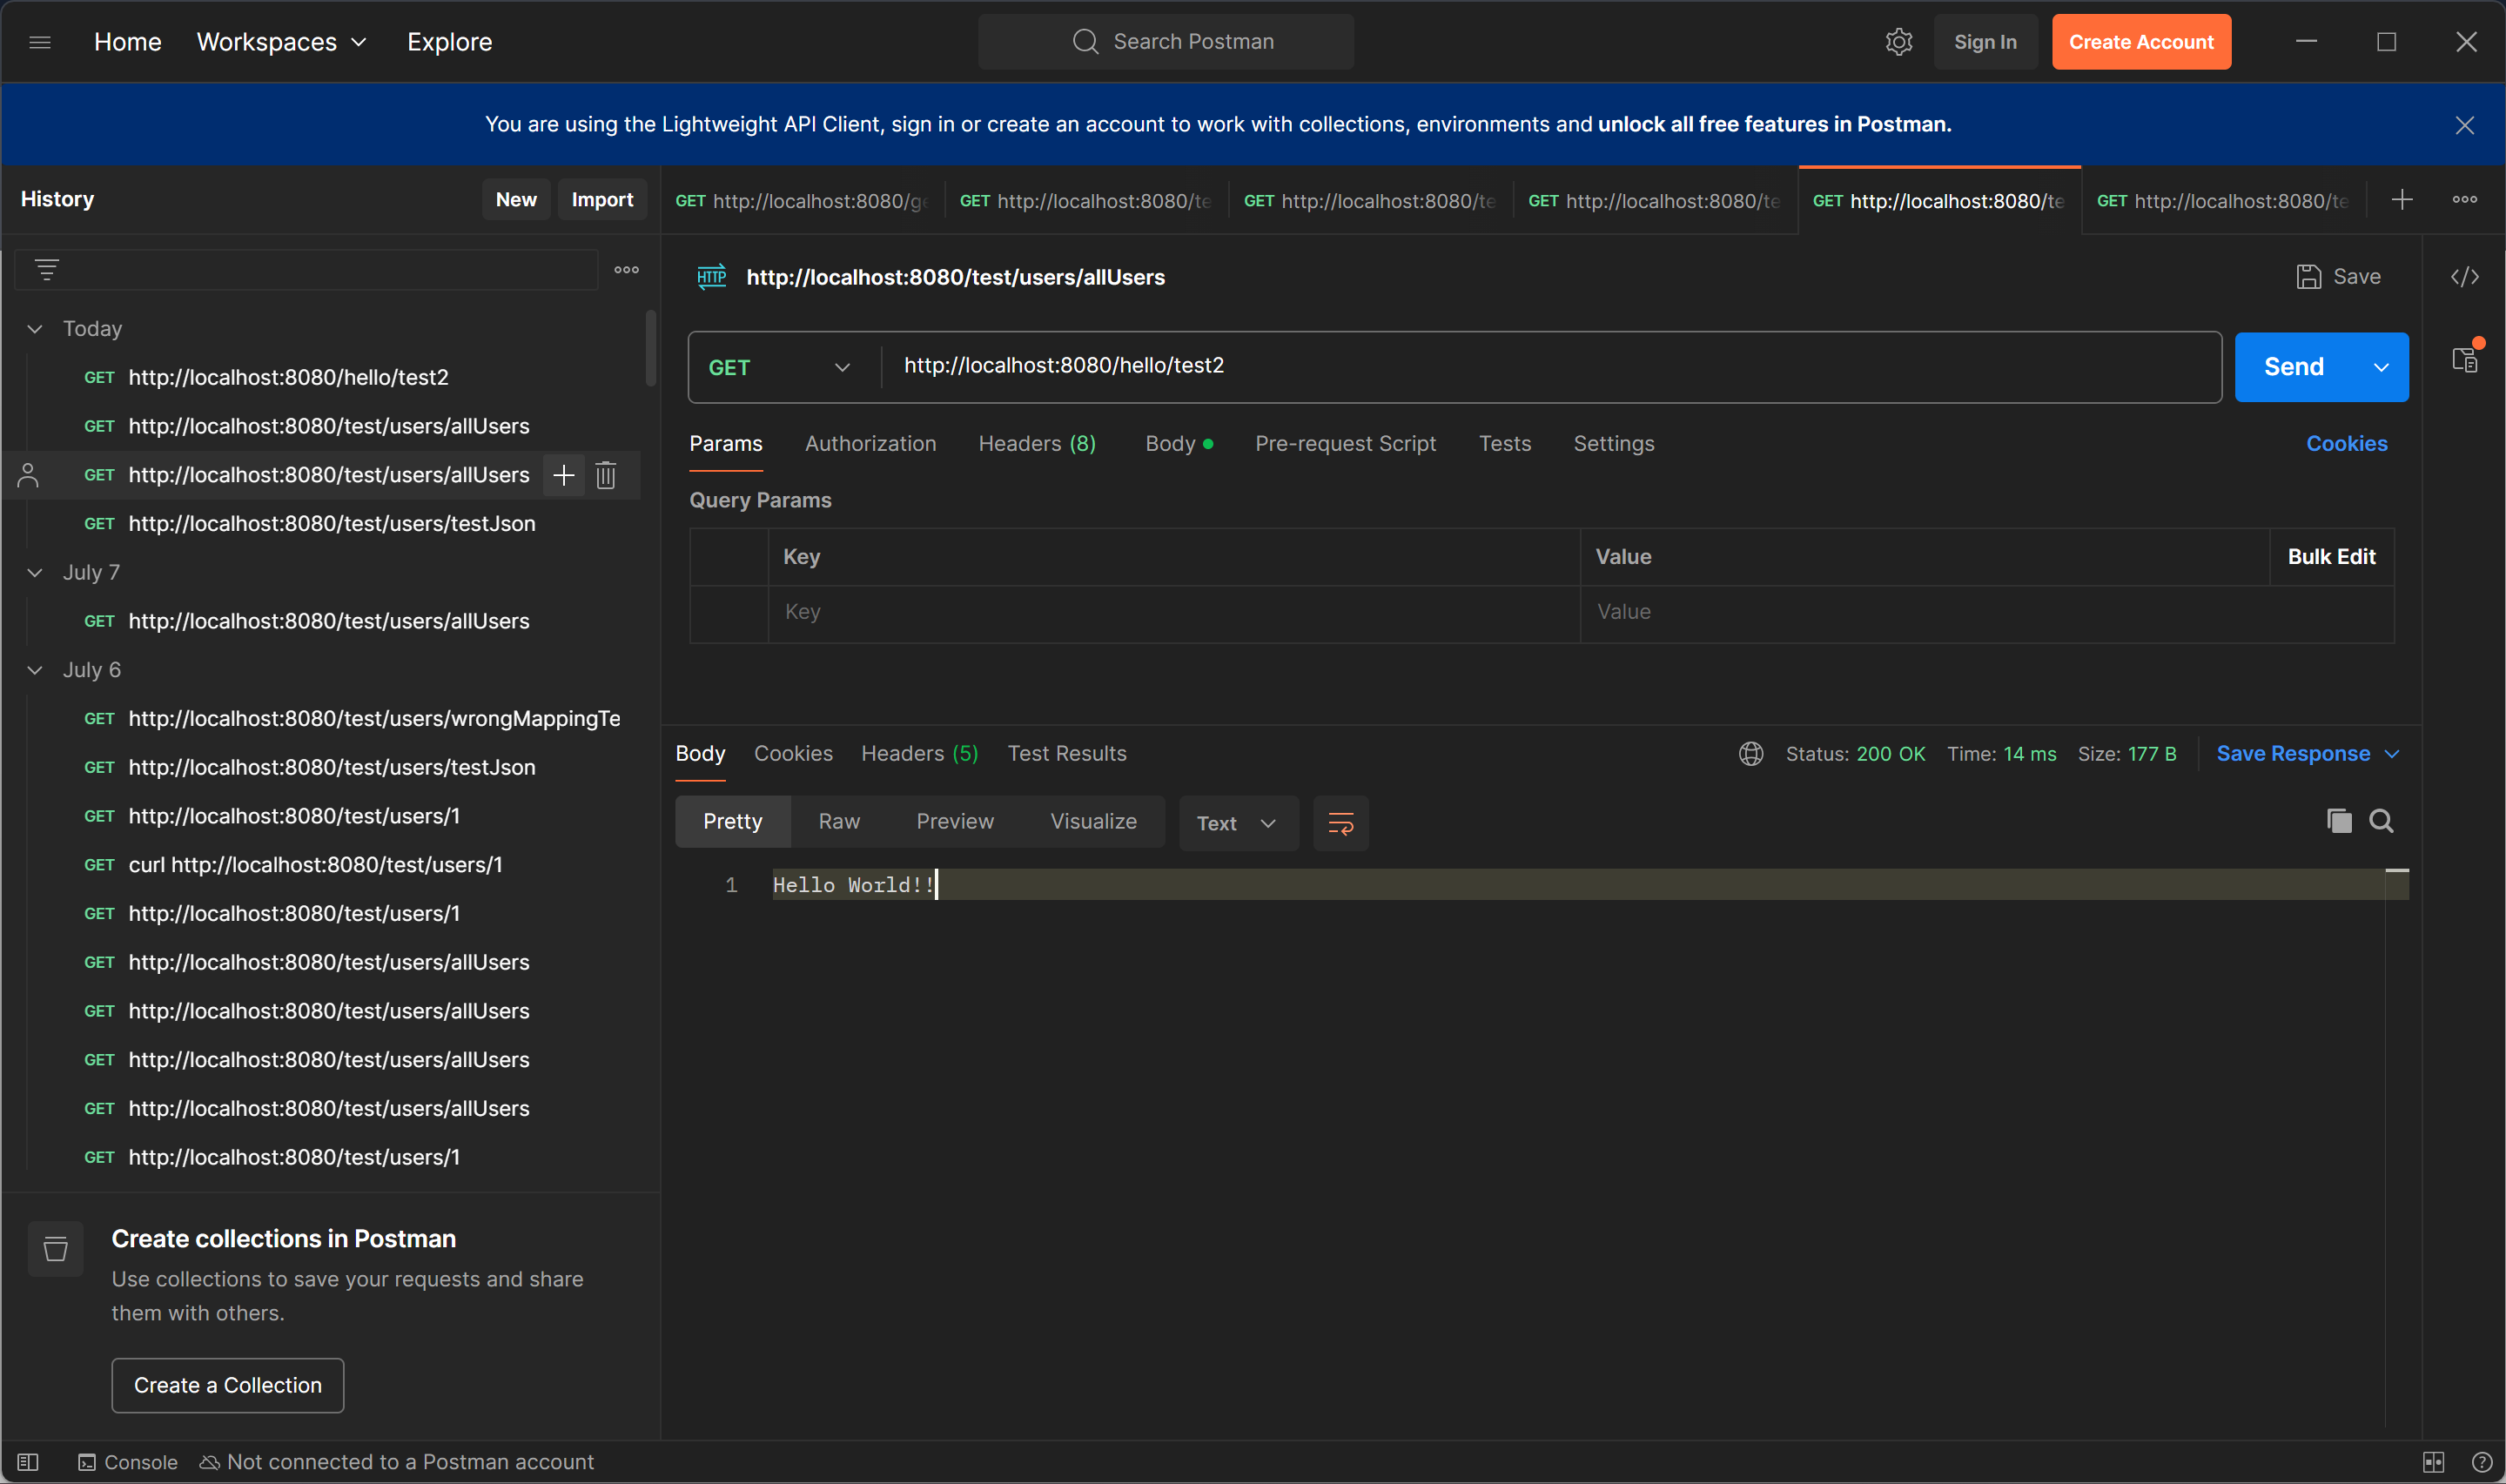 Home Workspaces Explore Search Postman Sign In Create Account
You are using the Lightweight API Client, sign in or create an account to work with collections, environments and unlock all free features in Postman.
History New Import
GET http://localhost:8080/ge GET http://localhost:8080/te GET http://localhost:8080/te GET http://localhost:8080/te GET http://localhost:8080/te GET http://localhost:8080/te
Today
GET http://localhost:8080/hello/test2
GET http://localhost:8080/test/users/allUsers
GET http://localhost:8080/test/users/allUsers
GET http://localhost:8080/test/users/testJson
July 7
GET http://localhost:8080/test/users/allUsers
July 6
GET http://localhost:8080/test/users/wrongMappingTe
GET http://localhost:8080/test/users/testJson
GET http://localhost:8080/test/users/1
GET curl http://localhost:8080/test/users/1
GET http://localhost:8080/test/users/1
GET http://localhost:8080/test/users/allUsers
GET http://localhost:8080/test/users/allUsers
GET http://localhost:8080/test/users/allUsers
GET http://localhost:8080/test/users/allUsers
GET http://localhost:8080/test/users/1
Create collections in Postman
Use collections to save your requests and share
them with others.
Create a Collection
HTTP http://localhost:8080/test/users/allUsers Save
GET http://localhost:8080/hello/test2 Send
Params Authorization Headers (8) Body Pre-request Script Tests Settings Cookies
Query Params
Key Value Bulk Edit
Key Value
Body Cookies Headers (5) Test Results Status: 200 OK Time: 14 ms Size: 177 B Save Response
Pretty Raw Preview Visualize Text
1 Hello World!!
Console Not connected to a Postman account